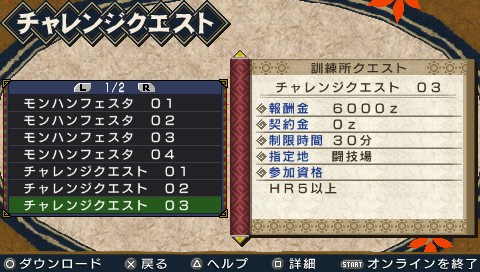 チャレンジクエスト
L 1/2 R
モンハンフェスタ 01
モンハンフェスタ 02
モンハンフェスタ 03
モンハンフェスタ 04
チャレンジクエスト 01
チャレンジクエスト 02
チャレンジクエスト 03
訓練所クエスト
チャレンジクエスト 03
報酬金 6000z
契約金 0z
制限時間 30分
指定地 闘技場
参加資格
HR5以上
○ダウンロード ×戻る △ヘルプ □詳細 START オンラインを終了